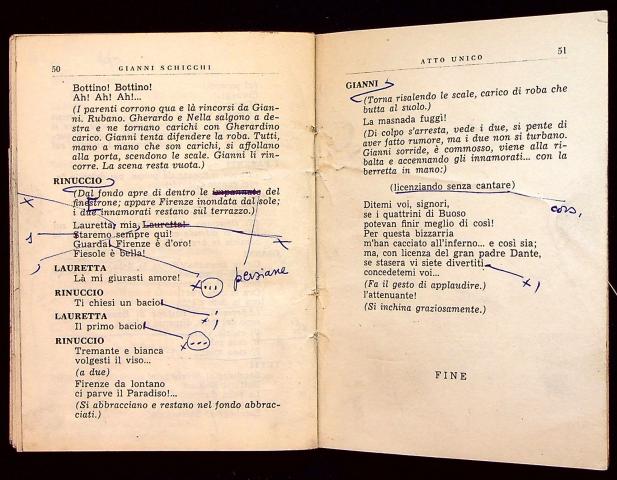 50 GIANNI SCHICCHI
Bottino! Bottino!
Ah! Ah! Ah!...
(I parenti corrono qua e là rincorsi da Gian-
ni. Rubano. Gherardo e Nella salgono a de-
stra e ne tornano carichi con Gherardino
carico. Gianni tenta difendere la roba. Tutti,
mano a mano che son carichi, si affollano
alla porta, scendono le scale. Gianni li rin-
corre. La scena resta vuota.)
RINUCCIO
(Dal fondo apre di dentro le impannate del
finestrone; appare Firenze inondata dal sole;
i due innamorati restano sul terrazzo.)
Lauretta mia, Lauretta!
Staremo sempre qui!
Guarda! Firenze è d'oro!
Fiesole è bella!
LAURETTA
Là mi giurasti amore!
persiane
RINUCCIO
Ti chiesi un bacio!
LAURETTA
Il primo bacio!
RINUCCIO
Tremante e bianca
volgesti il viso...
(a due)
Firenze da lontano
ci parve il Paradiso!...
(Si abbracciano e restano nel fondo abbrac-
ciati.)
ATTO UNICO 51
GIANNI
(Torna risalendo le scale, carico di roba che
butta al suolo.)
La masnada fuggì!
(Di colpo s'arresta, vede i due, si pente di
aver fatto rumore, ma i due non si turbano.
Gianni sorride, è commosso, viene alla ri-
balta e accennando gli innamorati... con la
berretta in mano:)
(licenziando senza cantare)
cors,
Ditemi voi, signori,
se i quattrini di Buoso
potevan finir meglio di così!
Per questa bizzarria
m'han cacciato all'inferno... e così sia;
ma, con licenza del gran padre Dante,
se stasera vi siete divertiti
concedetemi voi...
(Fa il gesto di applaudire.)
l'attenuante!
(Si inchina graziosamente.)
FINE